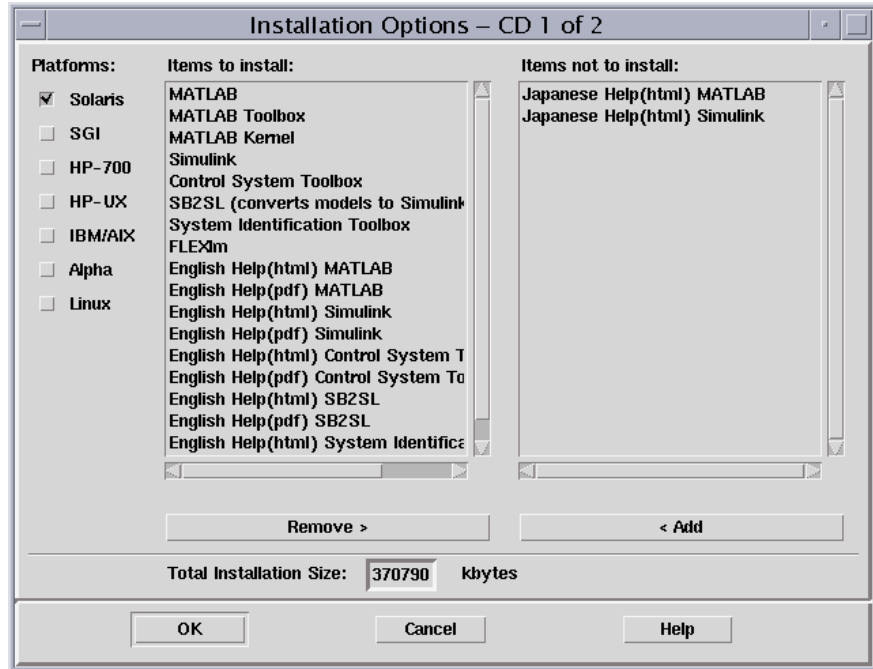 Installation Options – CD 1 of 2
Platforms:
Solaris
SGI
HP-700
HP-UX
IBM/AIX
Alpha
Linux
Items to install:
MATLAB
MATLAB Toolbox
MATLAB Kernel
Simulink
Control System Toolbox
SB2SL (converts models to Simulink
System Identification Toolbox
FLEXlm
English Help(html) MATLAB
English Help(pdf) MATLAB
English Help(html) Simulink
English Help(pdf) Simulink
English Help(html) Control System T
English Help(pdf) Control System To
English Help(html) SB2SL
English Help(pdf) SB2SL
English Help(html) System Identifica
Remove >
Items not to install:
Japanese Help(html) MATLAB
Japanese Help(html) Simulink
< Add
Total Installation Size: 370790 kbytes
OK Cancel Help